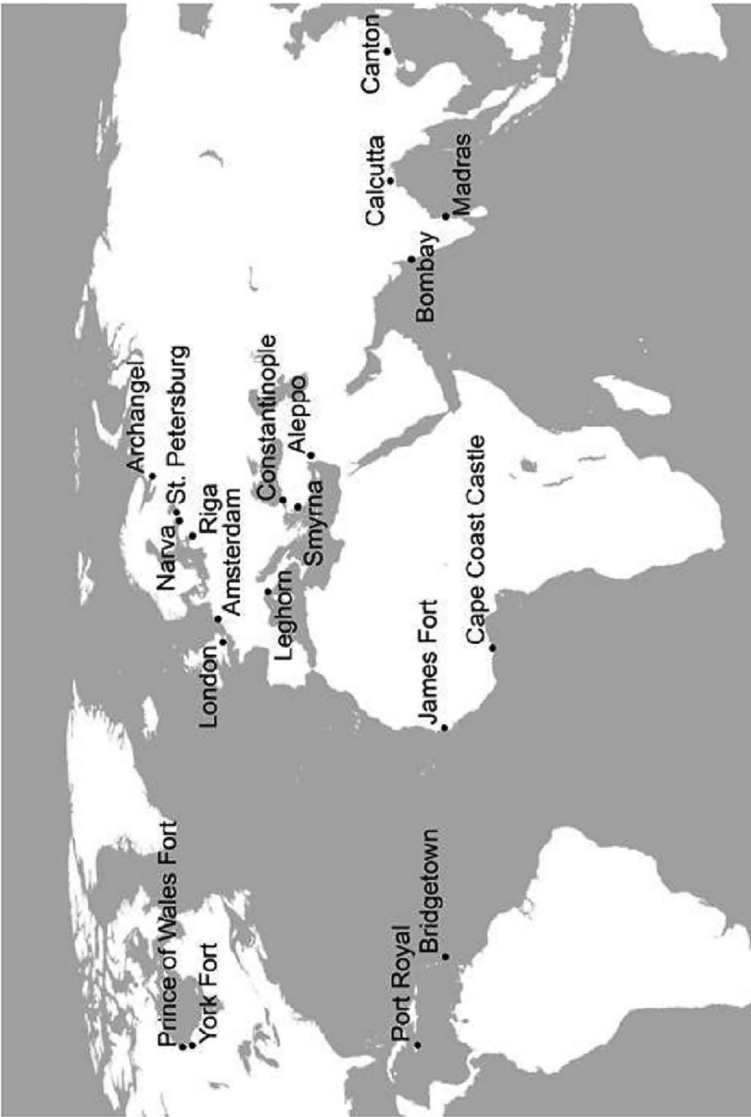 Prince of Wales Fort
York Fort
Port Royal
Bridgetown
London
Amsterdam
Narva
St. Petersburg
Riga
Archangel
Leghorn
Constantinople
Smyrna
Aleppo
James Fort
Cape Coast Castle
Bombay
Calcutta
Madras
Canton